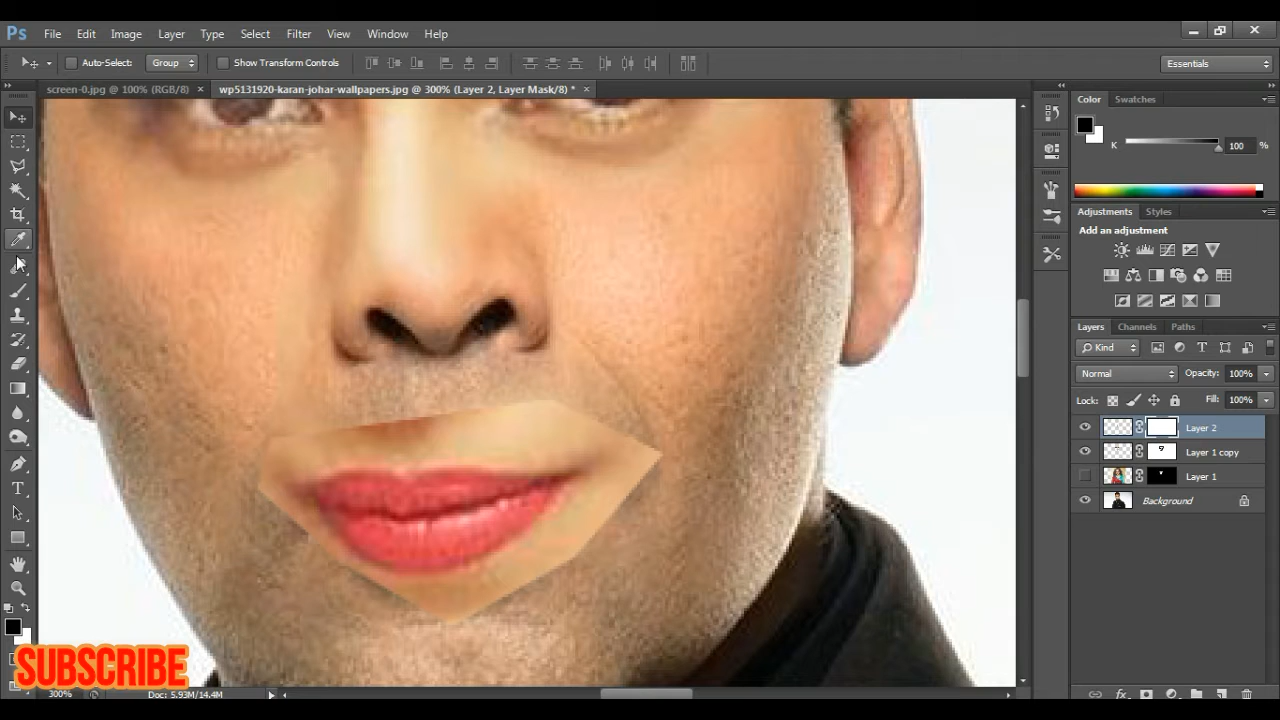 Ps File Edit Image Layer Type Select Filter View Window Help
Auto-Select: Group Show Transform Controls Essentials
screen-0.jpg @ 100% (RGB/8) × wp5131920-karan-johar-wallpapers.jpg @ 300% (Layer 2, Layer Mask/8) * ×
Color Swatches
K 100 %
Adjustments Styles
Add an adjustment
Layers Channels Paths
Kind
Normal Opacity: 100%
Lock: Fill: 100%
Layer 2
Layer 1 copy
Layer 1
Background
SUBSCRIBE
300% Doc: 5.93M/14.4M